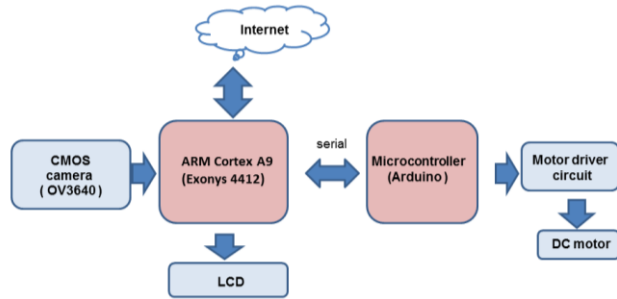 Internet
CMOS
camera
( OV3640)
ARM Cortex A9
(Exonys 4412)
serial
Microcontroller
(Arduino)
Motor driver
circuit
DC motor
LCD